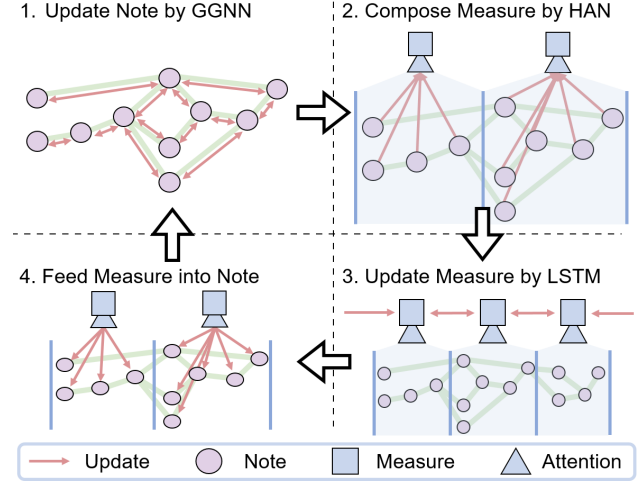 1. Update Note by GGNN
2. Compose Measure by HAN
4. Feed Measure into Note
3. Update Measure by LSTM
Update
Note
Measure
Attention